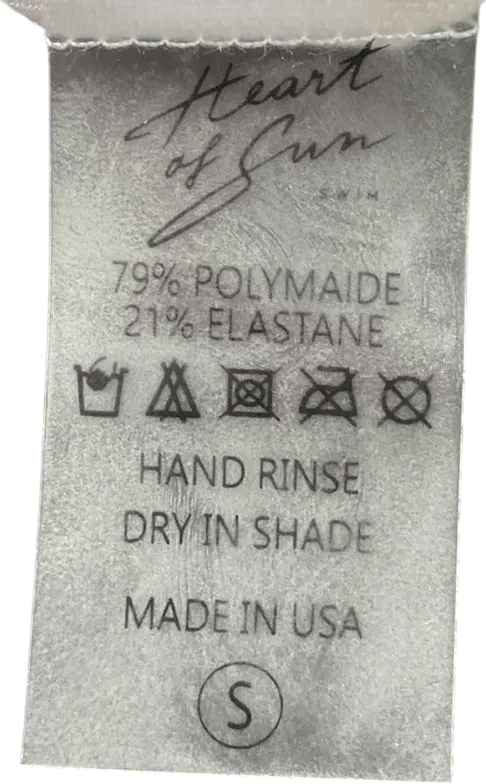 Heart
of Sun
SWIM
79% POLYMAIDE
21% ELASTANE
HAND RINSE
DRY IN SHADE
MADE IN USA
S